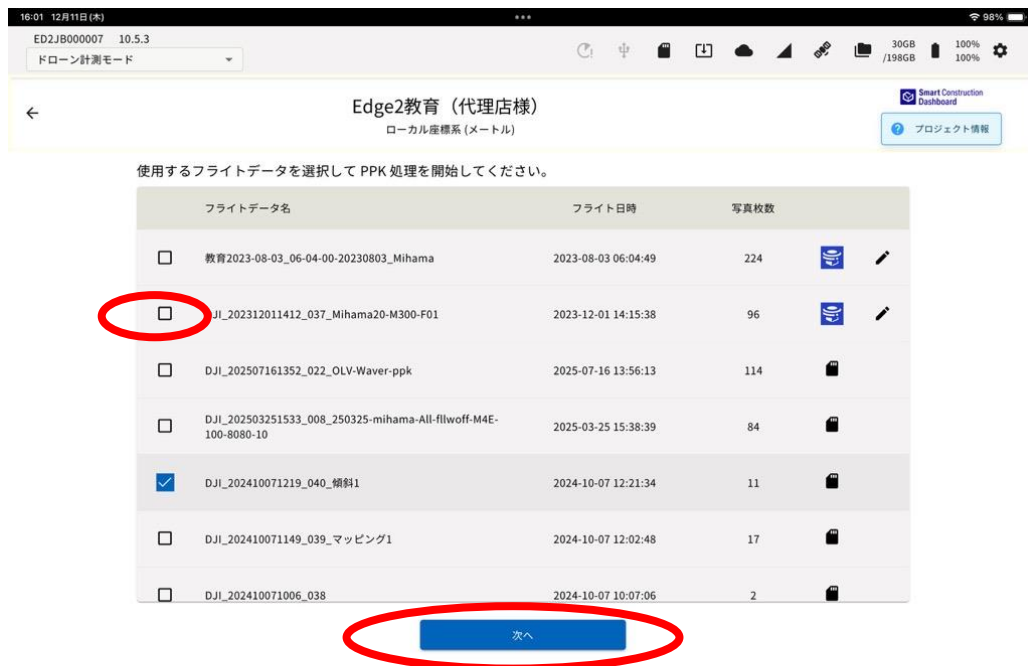 16:01 12月11日(木)
98%
ED2JB000007 10.5.3
ドローン計測モード
30GB
/198GB
100%
100%
Edge2教育（代理店様）
ローカル座標系 (メートル)
Smart Construction
Dashboard
? プロジェクト情報
使用するフライトデータを選択して PPK 処理を開始してください。
フライトデータ名 フライト日時 写真枚数
教育2023-08-03_06-04-00-20230803_Mihama 2023-08-03 06:04:49 224
JI_202312011412_037_Mihama20-M300-F01 2023-12-01 14:15:38 96
DJI_202507161352_022_OLV-Waver-ppk 2025-07-16 13:56:13 114
DJI_202503251533_008_250325-mihama-All-fllwoff-M4E-
100-8080-10 2025-03-25 15:38:39 84
DJI_202410071219_040_傾斜1 2024-10-07 12:21:34 11
DJI_202410071149_039_マッピング1 2024-10-07 12:02:48 17
DJI_202410071006_038 2024-10-07 10:07:06 2
次へ